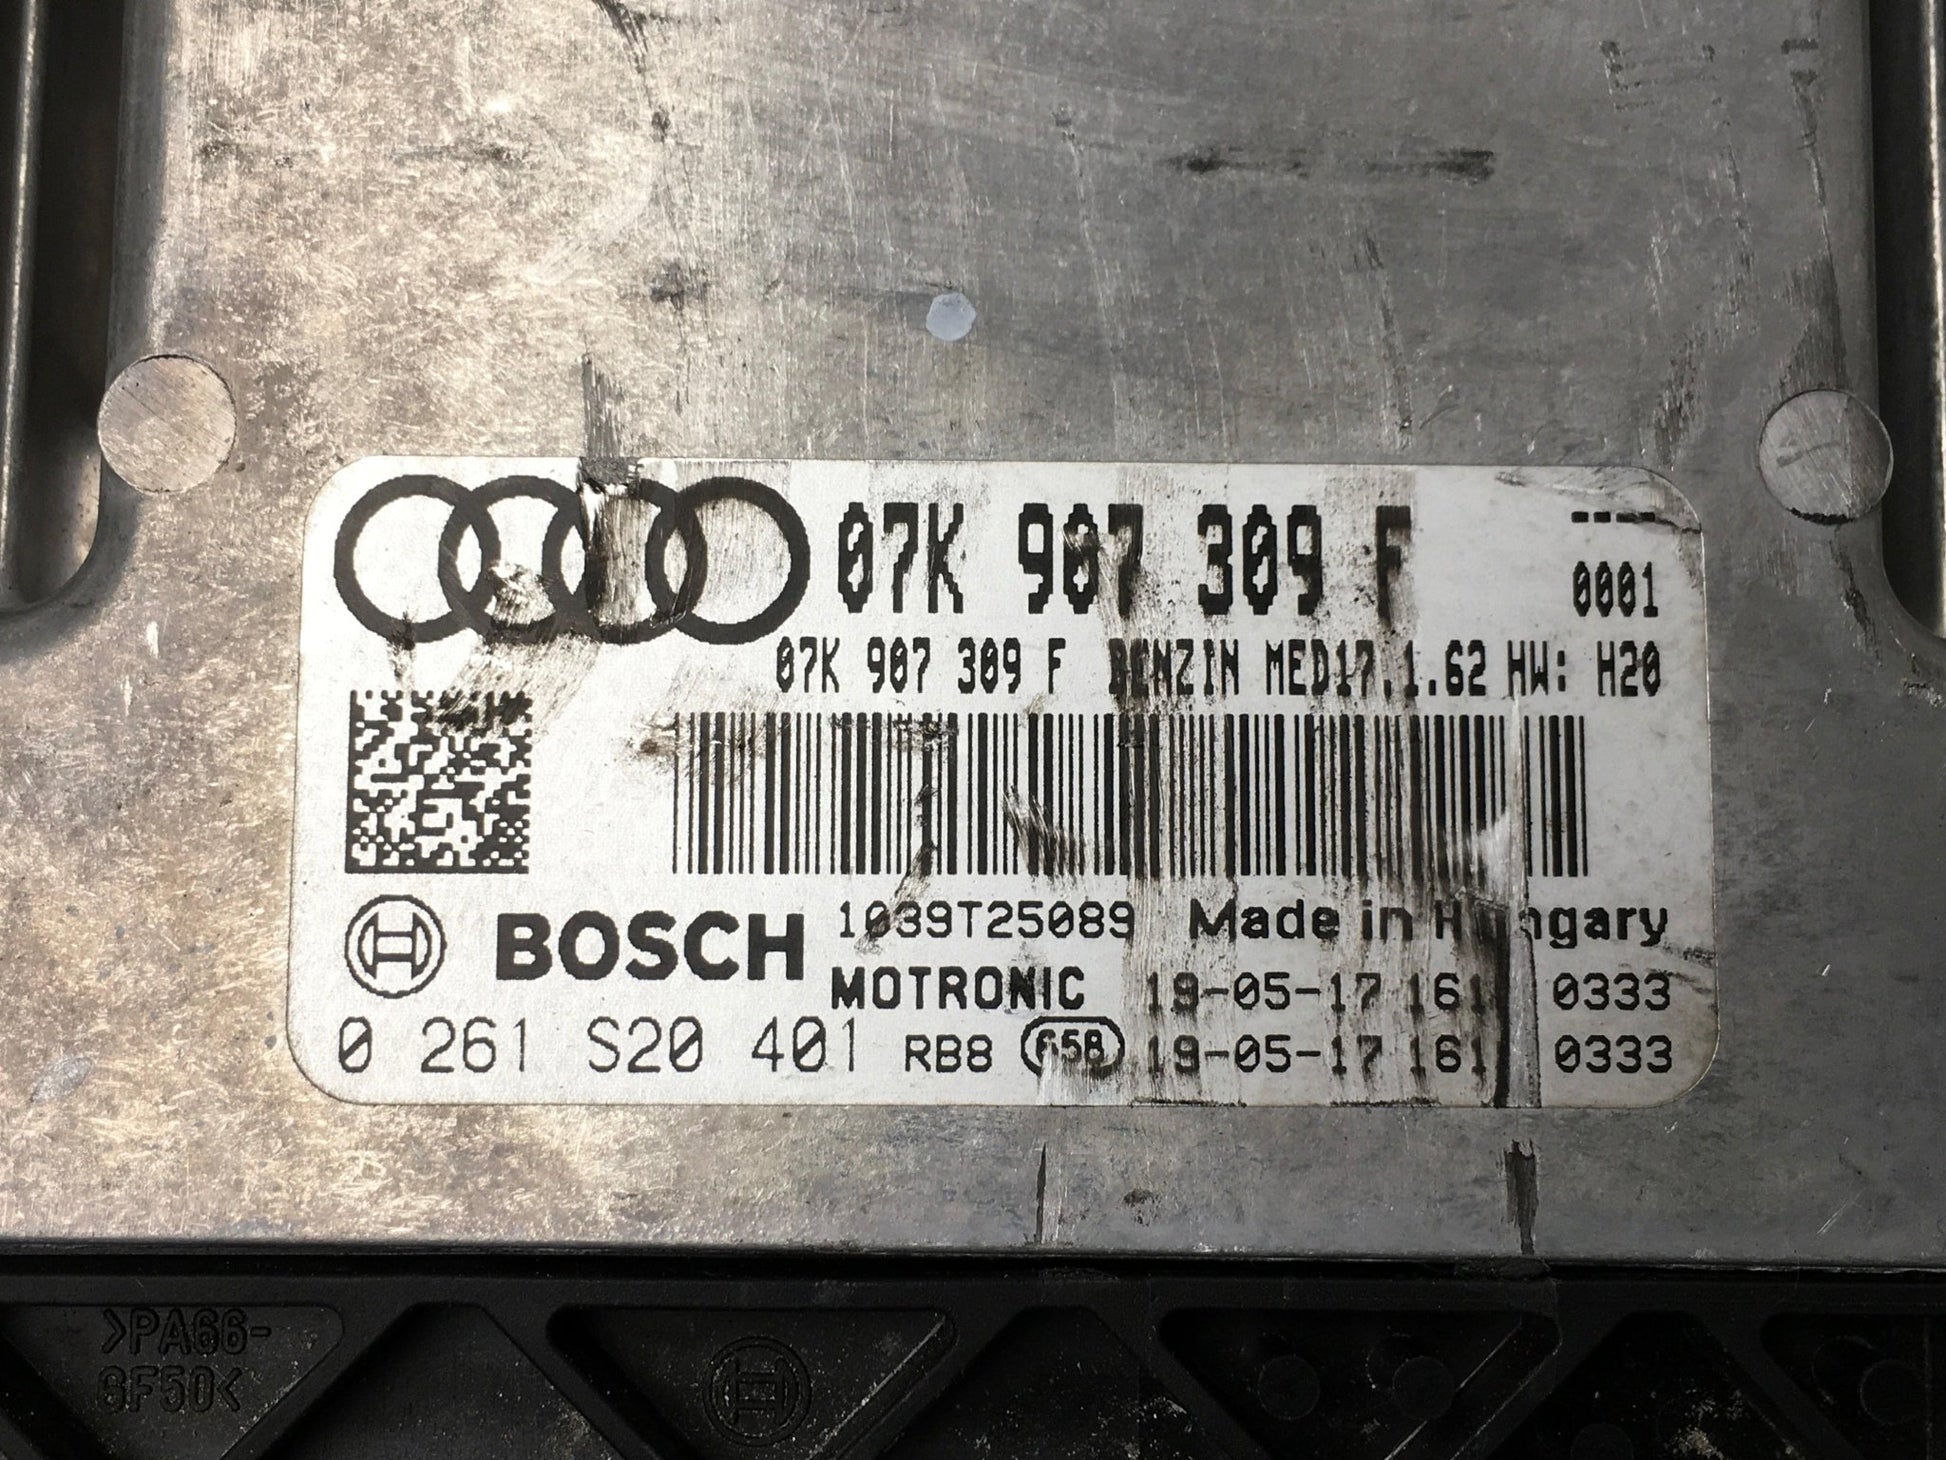 07K 907 309 F ----
0001
07K 907 309 F BENZIN MED17.1.62 HW: H20
BOSCH 1039T25089 Made in Hungary
MOTRONIC 19-05-17 161 0333
0 261 S20 401 RB8 65B 19-05-17 161 0333
>PA66-
GF50<